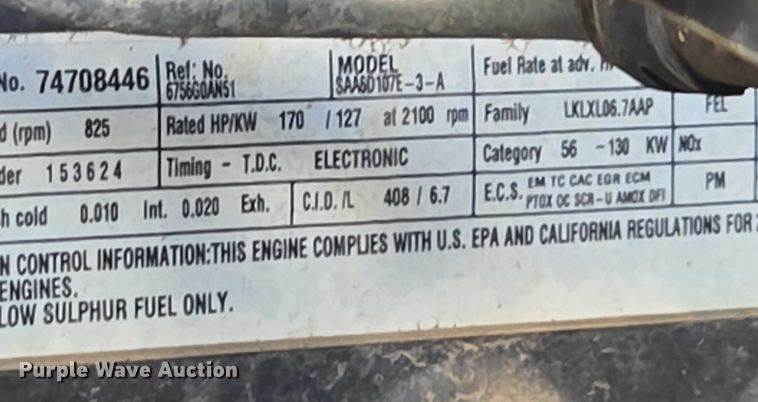 No. 74708446 Ref: No. 6756G0AN51 MODEL SAA6D107E-3-A Fuel Rate at adv.
d (rpm) 825 Rated HP/KW 170 / 127 at 2100 rpm Family LKLXL06.7AAP FEL
der 153624 Timing - T.D.C. ELECTRONIC Category 56 -130 KW NOx
h cold 0.010 Int. 0.020 Exh. C.I.D. /L 408 / 6.7 E.C.S. EM TC CAC EGR ECM PTOX OC SCR-U AMOX DFI PM
N CONTROL INFORMATION:THIS ENGINE COMPLIES WITH U.S. EPA AND CALIFORNIA REGULATIONS FOR
ENGINES.
LOW SULPHUR FUEL ONLY.
Purple Wave Auction